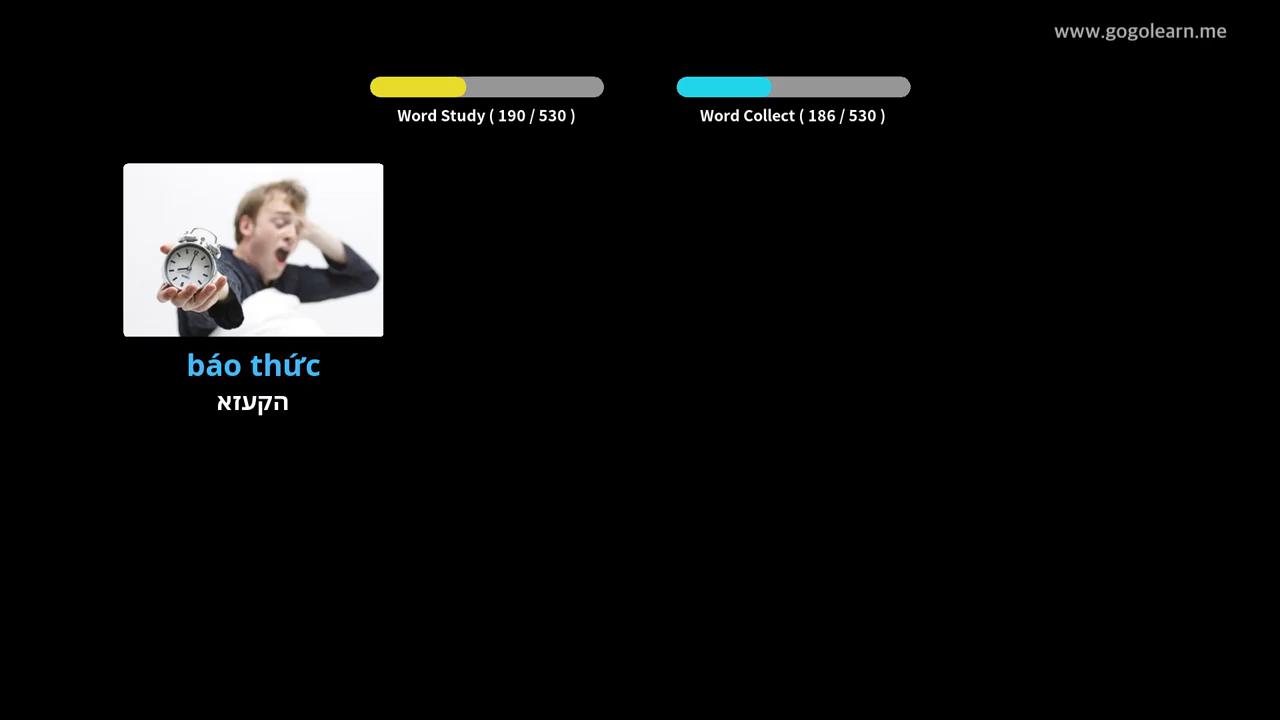 www.gogolearn.me
Word Study ( 190 / 530 )
Word Collect ( 186 / 530 )
báo thức
הקעזא